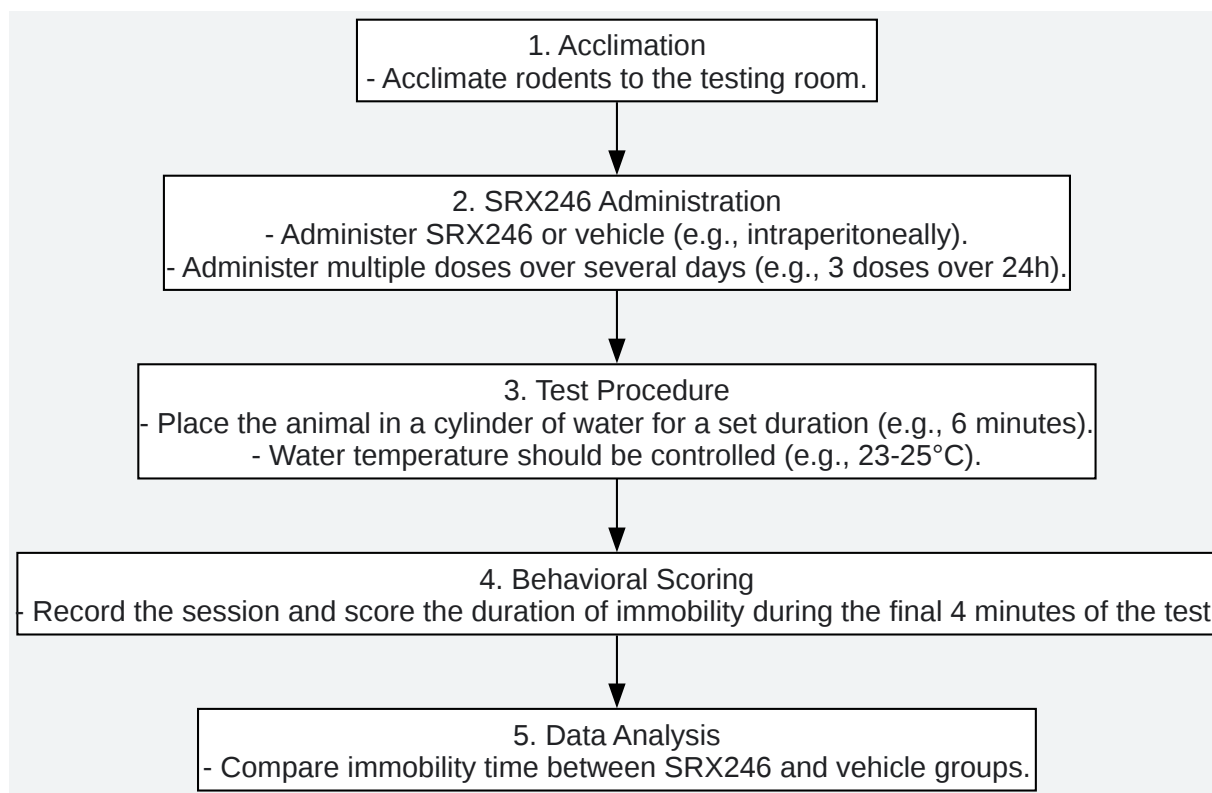 1. Acclimation
- Acclimate rodents to the testing room.
2. SRX246 Administration
- Administer SRX246 or vehicle (e.g., intraperitoneally).
- Administer multiple doses over several days (e.g., 3 doses over 24h).
3. Test Procedure
- Place the animal in a cylinder of water for a set duration (e.g., 6 minutes).
- Water temperature should be controlled (e.g., 23-25°C).
4. Behavioral Scoring
- Record the session and score the duration of immobility during the final 4 minutes of the test
5. Data Analysis
- Compare immobility time between SRX246 and vehicle groups.